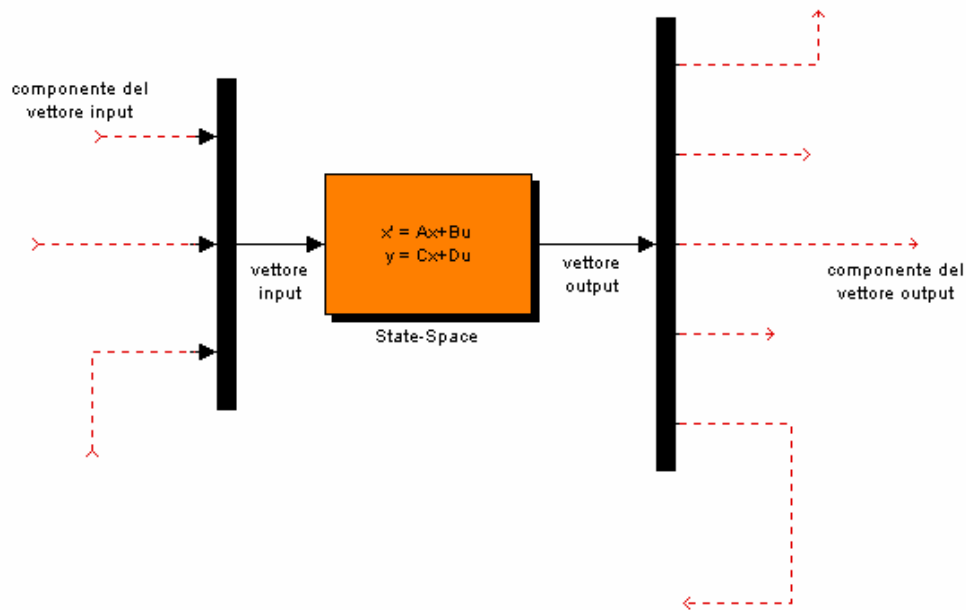 componente del
vettore input
x' = Ax+Bu
y = Cx+Du
vettore
input
vettore
output
componente del
vettore output
State-Space